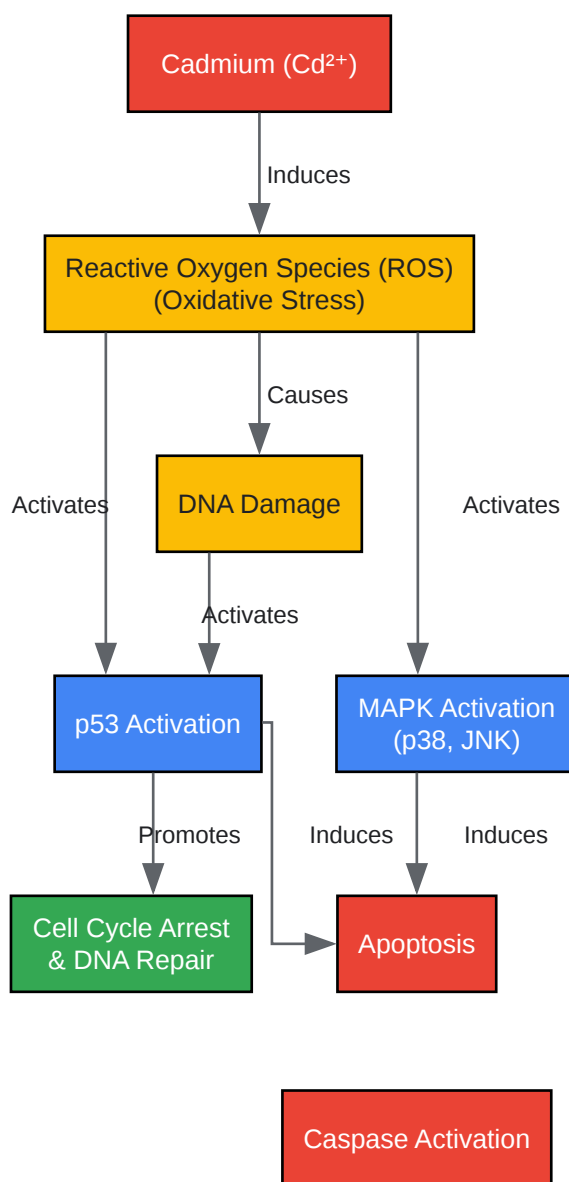 Cadmium (Cd²⁺)
Induces
Reactive Oxygen Species (ROS)
(Oxidative Stress)
Causes
Activates
DNA Damage
Activates
Activates
p53 Activation
MAPK Activation
(p38, JNK)
Promotes
Induces
Induces
Cell Cycle Arrest
& DNA Repair
Apoptosis
Caspase Activation